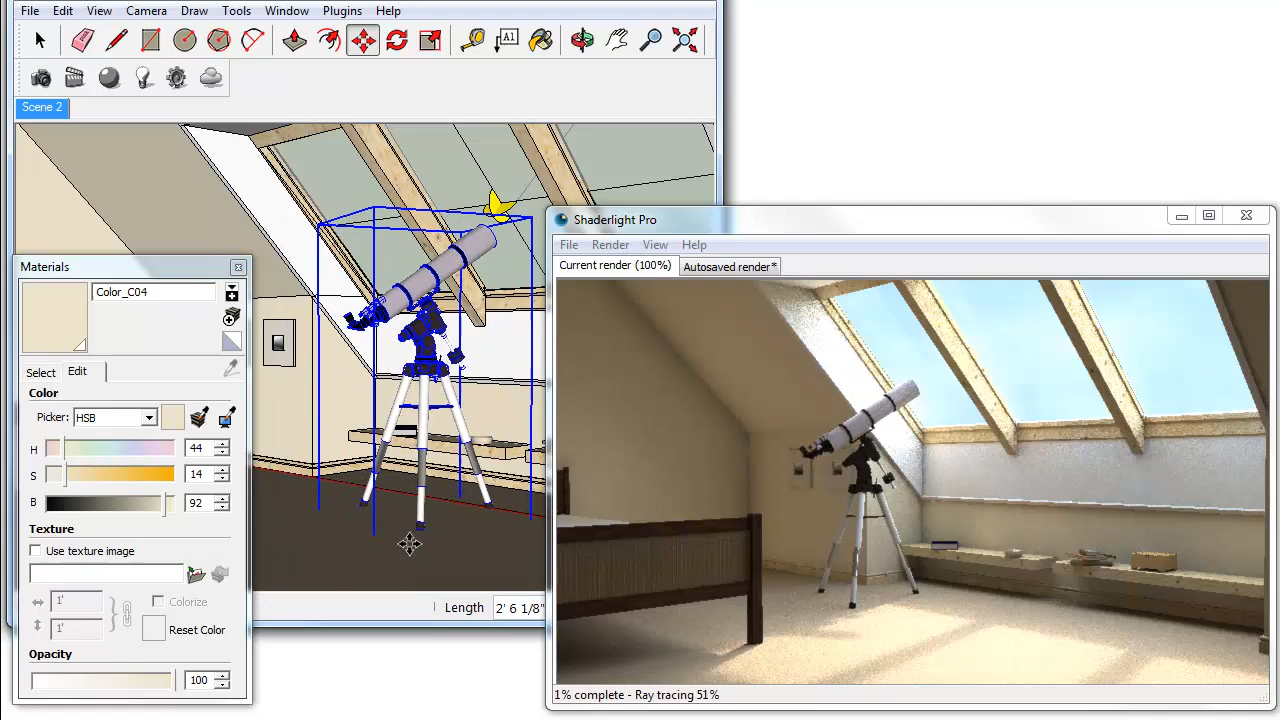 File Edit View Camera Draw Tools Window Plugins Help
A1
Scene 2
Materials
Color_C04
Select Edit
Color
Picker: HSB
H 44
S 14
B 92
Texture
Use texture image
1' Colorize
1' Reset Color
Opacity
100
Length 2' 6 1/8"
Shaderlight Pro
File Render View Help
Current render (100%) Autosaved render*
1% complete - Ray tracing 51%